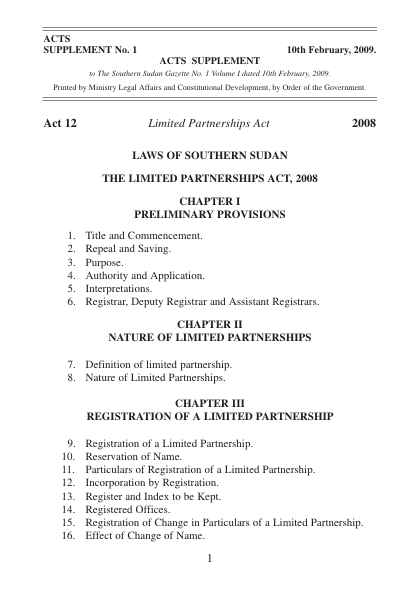 ACTS
SUPPLEMENT No. 1 10th February, 2009.
ACTS SUPPLEMENT
to The Southern Sudan Gazette No. 1 Volume I dated 10th February, 2009.
Printed by Ministry Legal Affairs and Constitutional Development, by Order of the Government.
Act 12 Limited Partnerships Act 2008
LAWS OF SOUTHERN SUDAN
THE LIMITED PARTNERSHIPS ACT, 2008
CHAPTER I
PRELIMINARY PROVISIONS
1. Title and Commencement.
2. Repeal and Saving.
3. Purpose.
4. Authority and Application.
5. Interpretations.
6. Registrar, Deputy Registrar and Assistant Registrars.
CHAPTER II
NATURE OF LIMITED PARTNERSHIPS
7. Definition of limited partnership.
8. Nature of Limited Partnerships.
CHAPTER III
REGISTRATION OF A LIMITED PARTNERSHIP
9. Registration of a Limited Partnership.
10. Reservation of Name.
11. Particulars of Registration of a Limited Partnership.
12. Incorporation by Registration.
13. Register and Index to be Kept.
14. Registered Offices.
15. Registration of Change in Particulars of a Limited Partnership.
16. Effect of Change of Name.
1